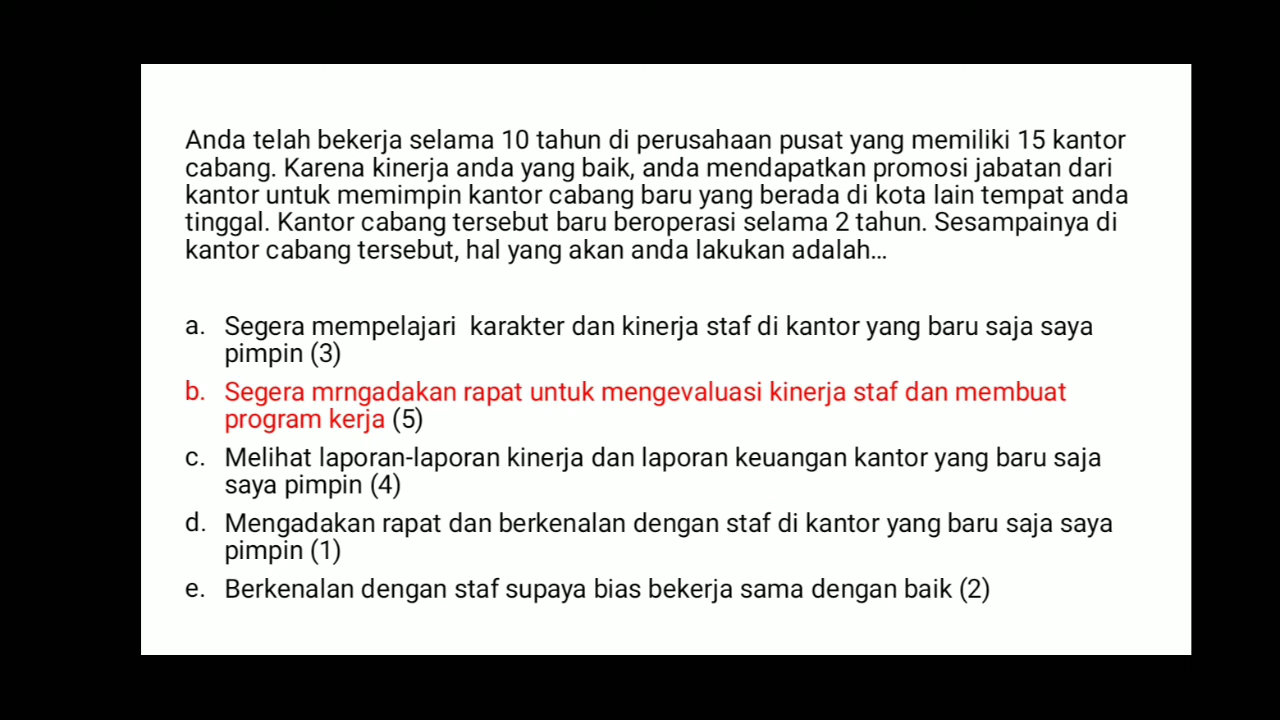 Anda telah bekerja selama 10 tahun di perusahaan pusat yang memiliki 15 kantor
cabang. Karena kinerja anda yang baik, anda mendapatkan promosi jabatan dari
kantor untuk memimpin kantor cabang baru yang berada di kota lain tempat anda
tinggal. Kantor cabang tersebut baru beroperasi selama 2 tahun. Sesampainya di
kantor cabang tersebut, hal yang akan anda lakukan adalah...
a. Segera mempelajari karakter dan kinerja staf di kantor yang baru saja saya
pimpin (3)
b. Segera mrngadakan rapat untuk mengevaluasi kinerja staf dan membuat
program kerja (5)
c. Melihat laporan-laporan kinerja dan laporan keuangan kantor yang baru saja
saya pimpin (4)
d. Mengadakan rapat dan berkenalan dengan staf di kantor yang baru saja saya
pimpin (1)
e. Berkenalan dengan staf supaya bias bekerja sama dengan baik (2)